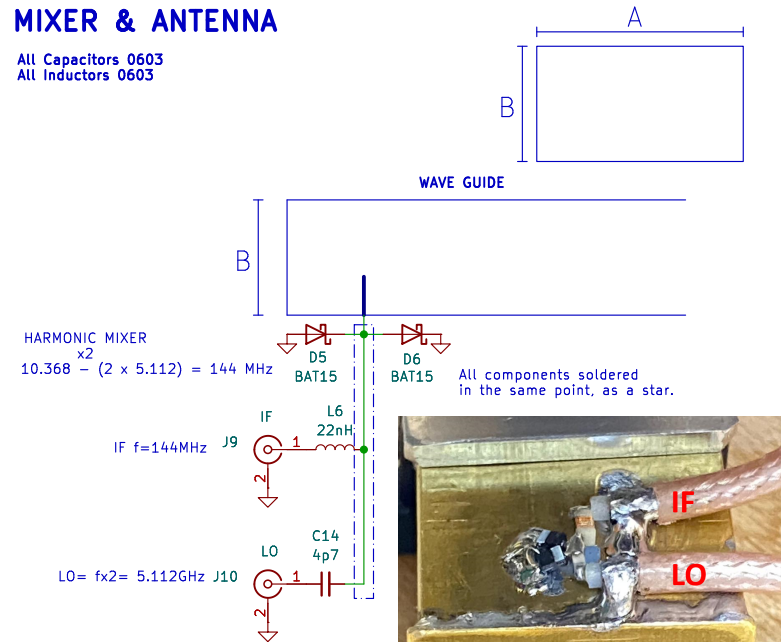 MIXER & ANTENNA
All Capacitors 0603
All Inductors 0603
A
B
WAVE GUIDE
B
HARMONIC MIXER
x2
10.368 - (2 x 5.112) = 144 MHz
D5
BAT15
D6
BAT15
All components soldered
in the same point, as a star.
IF
L6
22nH
IF f=144MHz
J9
1
2
C14
4p7
LO
LO= fx2= 5.112GHz
J10
1
2
IF
LO